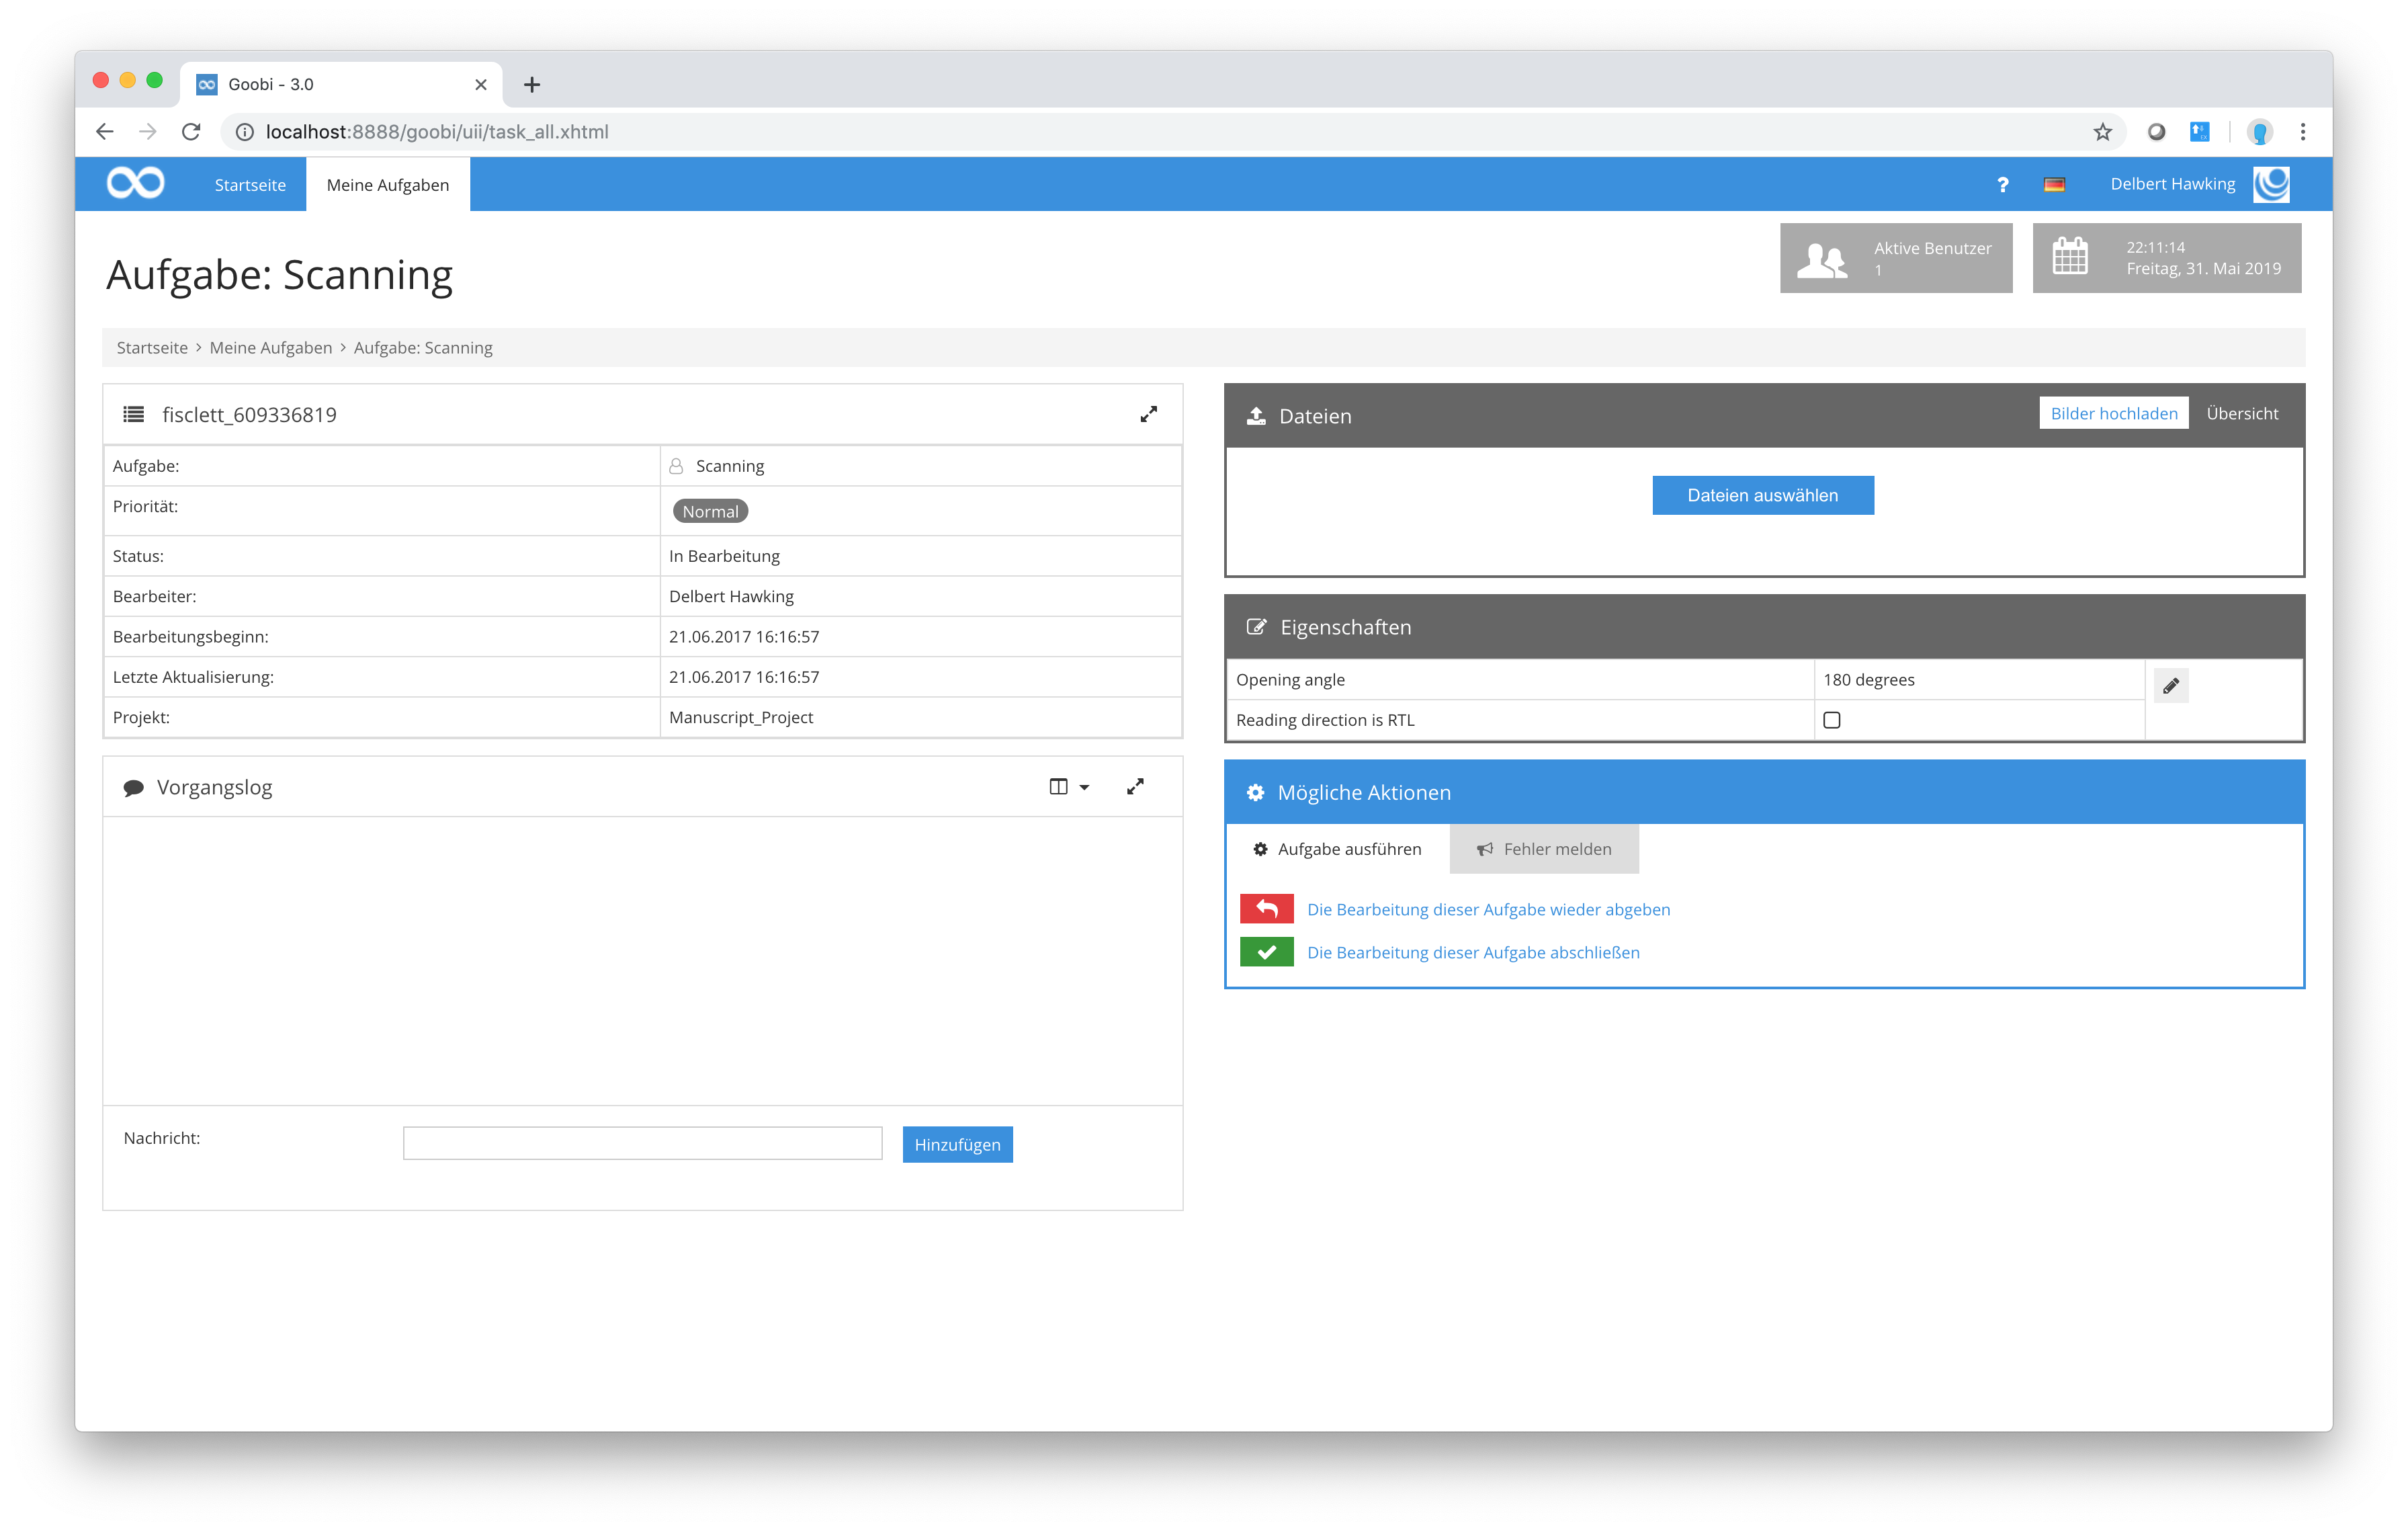 Goobi - 3.0
localhost:8888/goobi/uii/task_all.xhtml
Startseite
Meine Aufgaben
?
Delbert Hawking
Aufgabe: Scanning
Aktive Benutzer
1
22:11:14
Freitag, 31. Mai 2019
Startseite > Meine Aufgaben > Aufgabe: Scanning
fisclett_609336819
Aufgabe: Scanning
Priorität: Normal
Status: In Bearbeitung
Bearbeiter: Delbert Hawking
Bearbeitungsbeginn: 21.06.2017 16:16:57
Letzte Aktualisierung: 21.06.2017 16:16:57
Projekt: Manuscript_Project
Vorgangslog
Nachricht:
Hinzufügen
Dateien
Bilder hochladen
Übersicht
Dateien auswählen
Eigenschaften
Opening angle 180 degrees
Reading direction is RTL
Mögliche Aktionen
Aufgabe ausführen
Fehler melden
Die Bearbeitung dieser Aufgabe wieder abgeben
Die Bearbeitung dieser Aufgabe abschließen